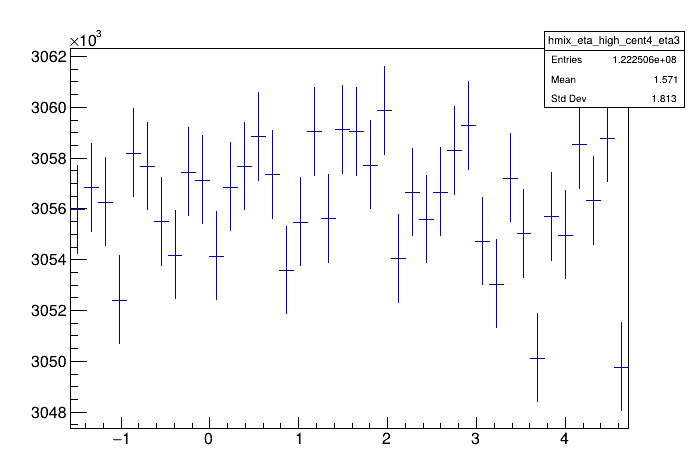 ×10³
hmix_eta_high_cent4_eta3
Entries 1.222506e+08
Mean 1.571
Std Dev 1.813
3062
3060
3058
3056
3054
3052
3050
3048
−1 0 1 2 3 4